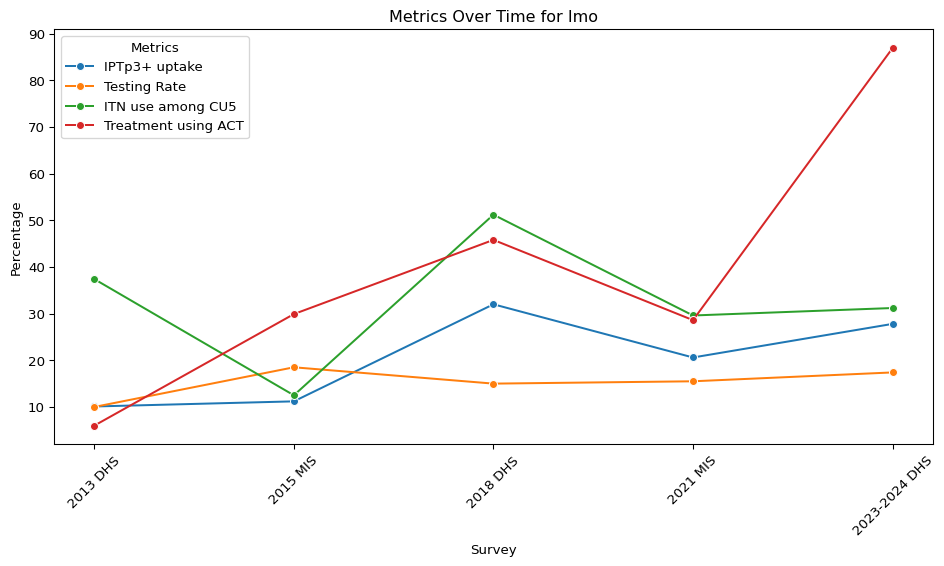 Metrics Over Time for Imo
Metrics
IPTp3+ uptake
Testing Rate
ITN use among CU5
Treatment using ACT
Percentage
90
80
70
60
50
40
30
20
10
2013 DHS
2015 MIS
2018 DHS
2021 MIS
2023-2024 DHS
Survey